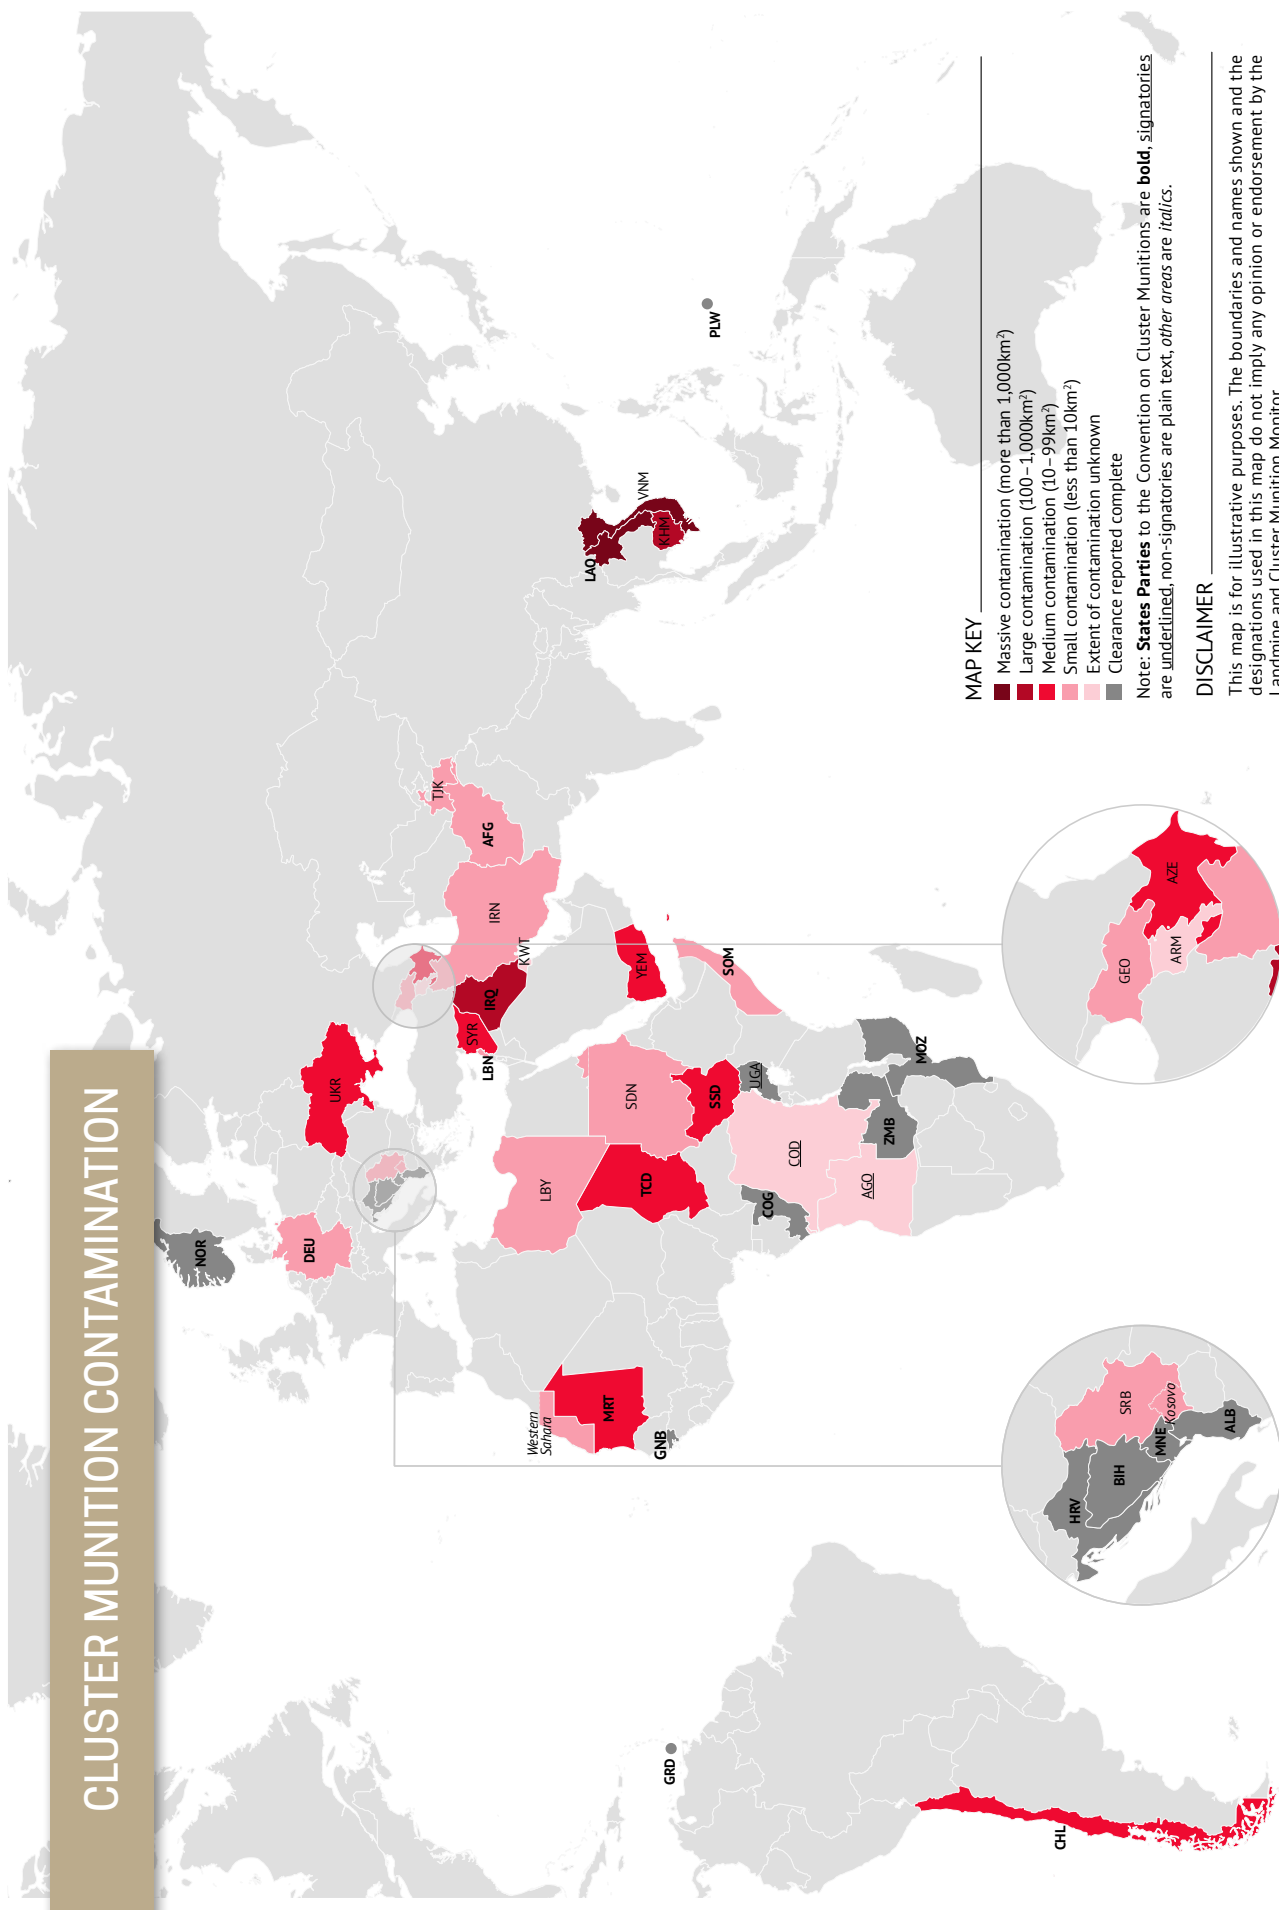 CLUSTER MUNITION CONTAMINATION
NOR
DEU
UKR
TJK
AFG
IRN
KWT
IRQ
SYR
LBN
YEM
SOM
LAO
VNM
KHM
PLW
Western
Sahara
MRT
GNB
LBY
TCD
SDN
SSD
UGA
COD
COG
AGO
ZMB
MOZ
GRD
CHL
HRV
BIH
SRB
Kosovo
MNE
ALB
GEO
ARM
AZE
MAP KEY
Massive contamination (more than 1,000km²)
Large contamination (100–1,000km²)
Medium contamination (10–99km²)
Small contamination (less than 10km²)
Extent of contamination unknown
Clearance reported complete
Note: States Parties to the Convention on Cluster Munitions are bold, signatories
are underlined, non-signatories are plain text, other areas are italics.
DISCLAIMER
This map is for illustrative purposes. The boundaries and names shown and the
designations used in this map do not imply any opinion or endorsement by the
Landmine and Cluster Munition Monitor.